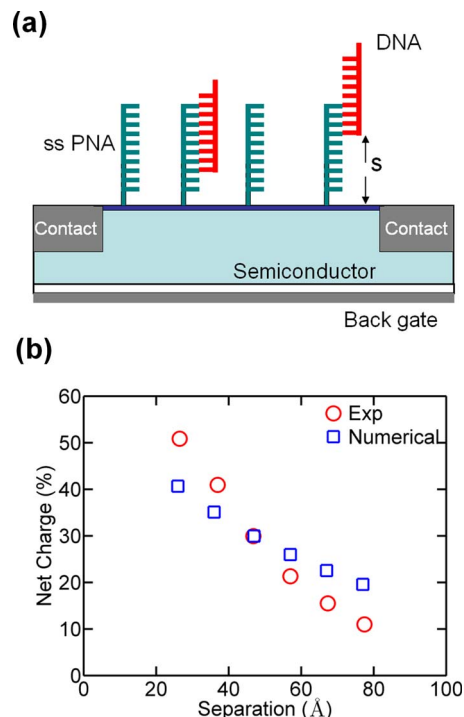 (a)
DNA
ss PNA
S
Contact
Contact
Semiconductor
Back gate
(b)
60
50
40
30
20
10
0
Net Charge (%)
Exp
Numerical
0 20 40 60 80 100
Separation (Å)